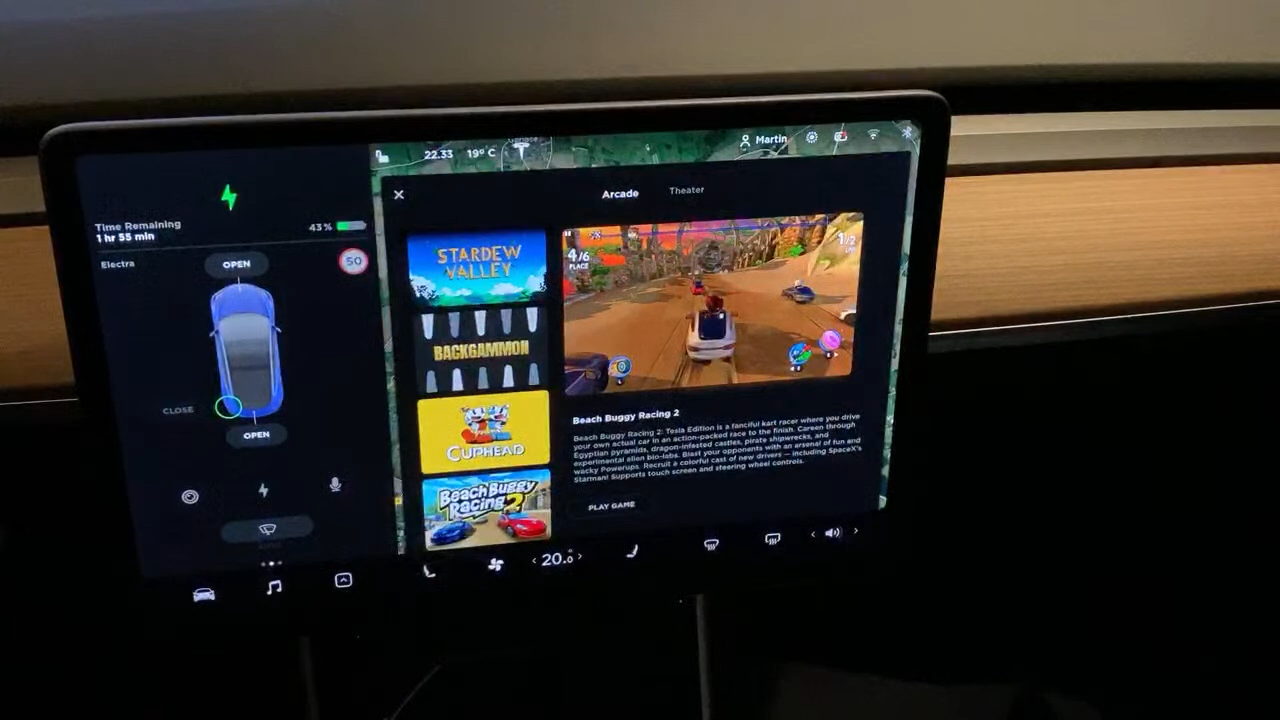 22.33 19° C
Martin
Time Remaining
1 hr 55 min
43 %
Electra
50
OPEN
CLOSE
OPEN
Arcade
Theater
STARDEW
VALLEY
BACKGAMMON
CUPHEAD
Beach Buggy
Racing 2
4/6
PLACE
1/2
Beach Buggy Racing 2
Beach Buggy Racing 2: Tesla Edition is a fanciful kart racer where you drive
your own actual car in an action-packed race to the finish. Careen through
Egyptian pyramids, dragon-infested castles, pirate shipwrecks, and
experimental alien bio-labs. Blast your opponents with an arsenal of fun and
wacky Powerups. Recruit a colorful cast of new drivers — including SpaceX's
Starman! Supports touch screen and steering wheel controls.
PLAY GAME
20.0